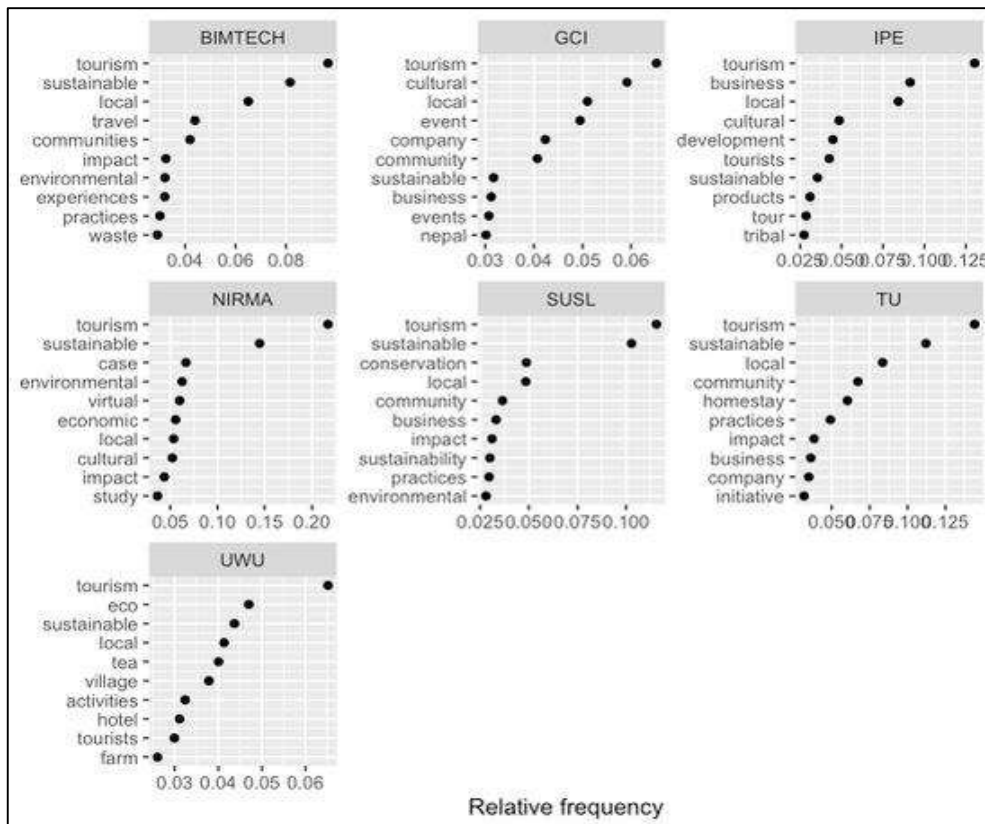 BIMTECH
tourism
sustainable
local
travel
communities
impact
environmental
experiences
practices
waste
0.04 0.06 0.08
GCI
tourism
cultural
local
event
company
community
sustainable
business
events
nepal
0.03 0.04 0.05 0.06
IPE
tourism
business
local
cultural
development
tourists
sustainable
products
tour
tribal
0.025 0.050 0.075 0.100 0.125
NIRMA
tourism
sustainable
case
environmental
virtual
economic
local
cultural
impact
study
0.05 0.10 0.15 0.20
SUSL
tourism
sustainable
conservation
local
community
business
impact
sustainability
practices
environmental
0.025 0.050 0.075 0.100
TU
tourism
sustainable
local
community
homestay
practices
impact
business
company
initiative
0.050 0.075 0.100 0.125
UWU
tourism
eco
sustainable
local
tea
village
activities
hotel
tourists
farm
0.03 0.04 0.05 0.06
Relative frequency